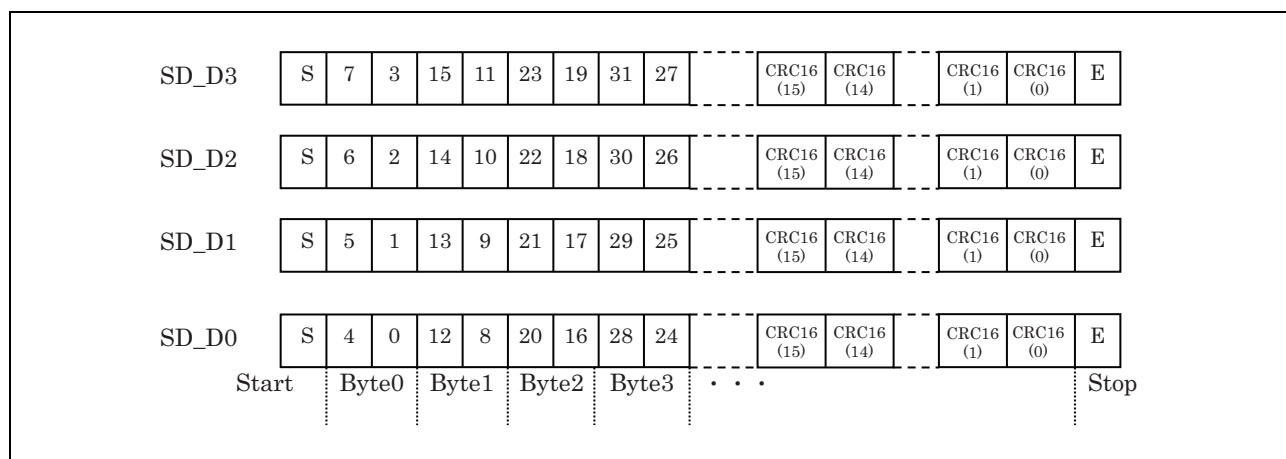 SD_D3 S 7 3 15 11 23 19 31 27 CRC16 (15) CRC16 (14) CRC16 (1) CRC16 (0) E
SD_D2 S 6 2 14 10 22 18 30 26 CRC16 (15) CRC16 (14) CRC16 (1) CRC16 (0) E
SD_D1 S 5 1 13 9 21 17 29 25 CRC16 (15) CRC16 (14) CRC16 (1) CRC16 (0) E
SD_D0 S 4 0 12 8 20 16 28 24 CRC16 (15) CRC16 (14) CRC16 (1) CRC16 (0) E
Start Byte0 Byte1 Byte2 Byte3 · · · Stop